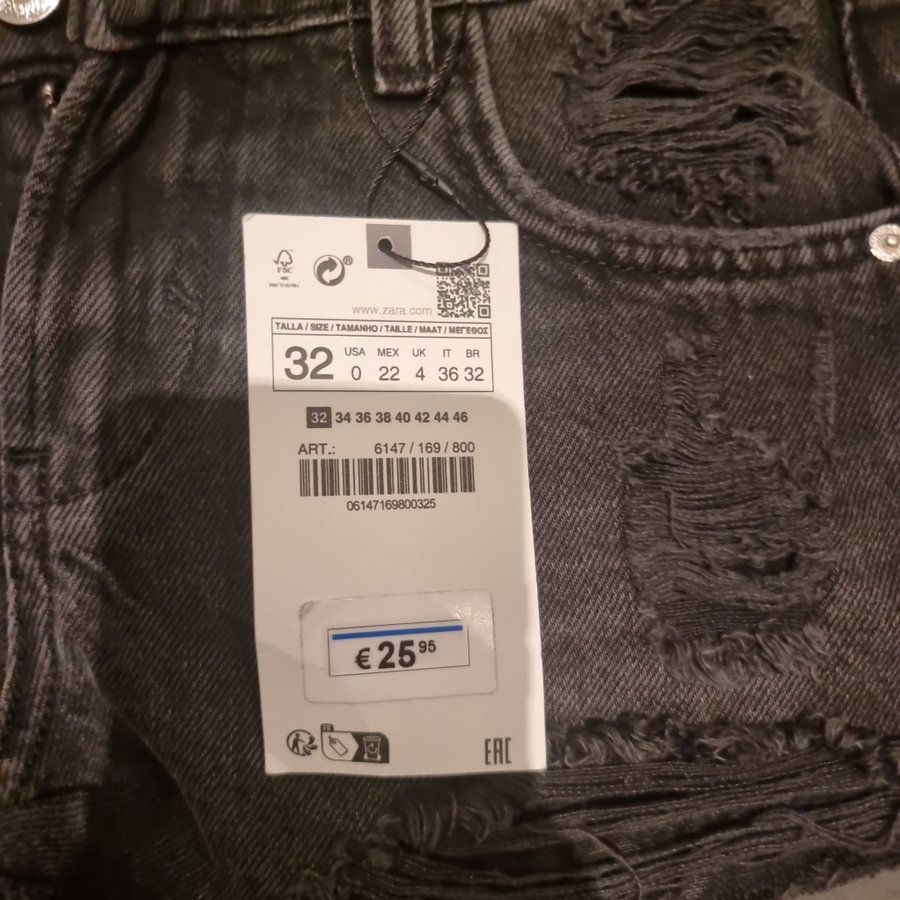 FSC
®
www.zara.com
TALLA / SIZE / TAMANHO / TAILLE / MAAT / ΜΕΓΕΘΟΣ
32 USA MEX UK IT BR
0 22 4 36 32
32 34 36 38 40 42 44 46
ART.: 6147 / 169 / 800
06147169800325
€ 25 95
FR
EAC